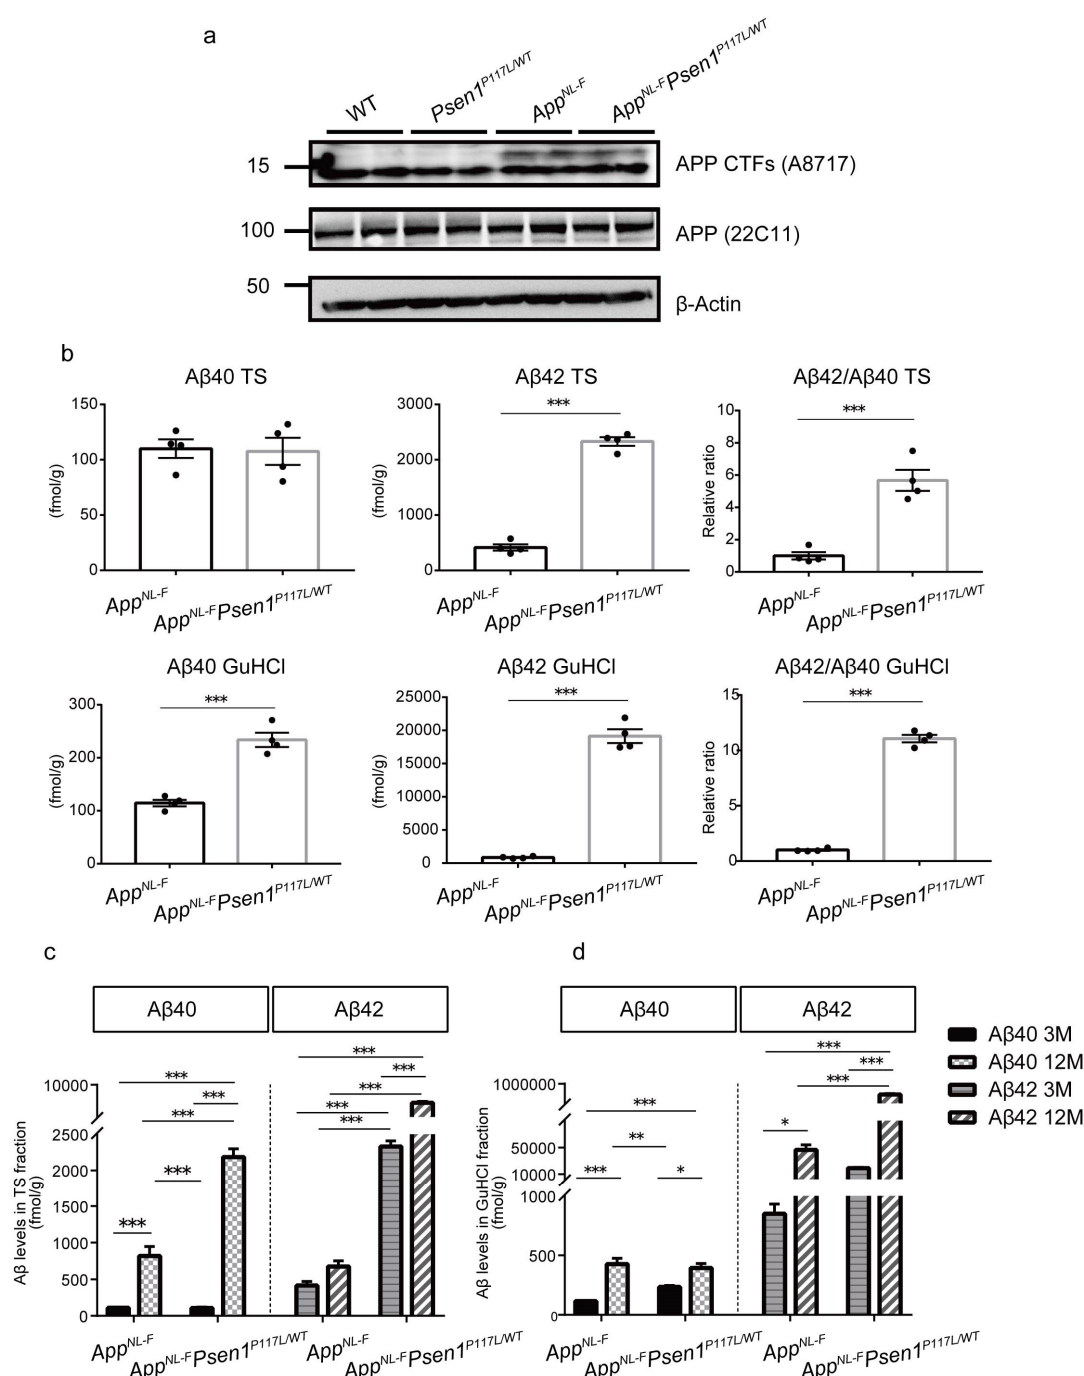 a
WT Psen1P117L/WT AppNL-F AppNL-FPsen1P117L/WT
15 APP CTFs (A8717)
100 APP (22C11)
50 β-Actin
b
Aβ40 TS
(fmol/g)
150
100
50
0
AppNL-F
AppNL-FPsen1P117L/WT
Aβ42 TS
***
(fmol/g)
3000
2000
1000
0
AppNL-F
AppNL-FPsen1P117L/WT
Aβ42/Aβ40 TS
***
Relative ratio
10
8
6
4
2
0
AppNL-F
AppNL-FPsen1P117L/WT
Aβ40 GuHCl
***
(fmol/g)
300
200
100
0
AppNL-F
AppNL-FPsen1P117L/WT
Aβ42 GuHCl
***
(fmol/g)
25000
20000
15000
10000
5000
0
AppNL-F
AppNL-FPsen1P117L/WT
Aβ42/Aβ40 GuHCl
***
Relative ratio
15
10
5
0
AppNL-F
AppNL-FPsen1P117L/WT
c
Aβ40 Aβ42
Aβ levels in TS fraction
(fmol/g)
10000
2500
2000
1500
1000
500
0
***
***
***
***
***
***
***
***
***
***
AppNL-F
AppNL-FPsen1P117L/WT
AppNL-F
AppNL-FPsen1P117L/WT
d
Aβ40 Aβ42
Aβ levels in GuHCl fraction
(fmol/g)
1000000
50000
10000
1000
500
0
***
**
***
*
***
***
***
*
AppNL-F
AppNL-FPsen1P117L/WT
AppNL-F
AppNL-FPsen1P117L/WT
Aβ40 3M
Aβ40 12M
Aβ42 3M
Aβ42 12M